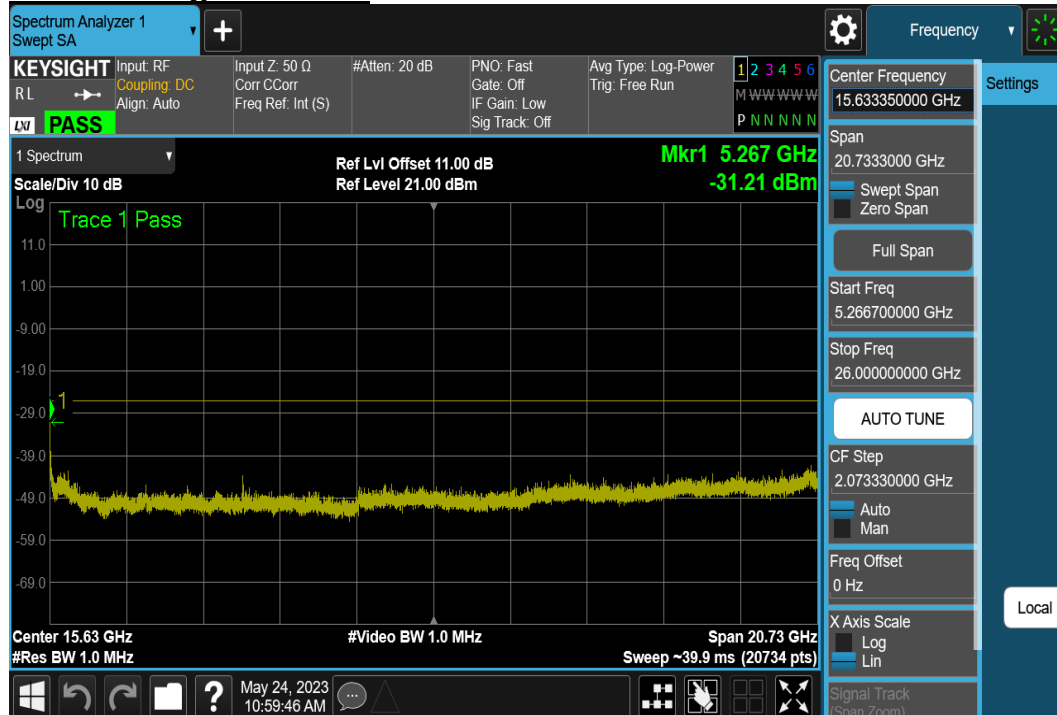 Spectrum Analyzer 1
Swept SA
+
Frequency
KEYSIGHT
RL
LXI
PASS
Input: RF
Coupling: DC
Align: Auto
Input Z: 50 Ω
Corr CCorr
Freq Ref: Int (S)
#Atten: 20 dB
PNO: Fast
Gate: Off
IF Gain: Low
Sig Track: Off
Avg Type: Log-Power
Trig: Free Run
1 2 3 4 5 6
M W W W W W
P N N N N N
1 Spectrum
Scale/Div 10 dB
Log
Ref Lvl Offset 11.00 dB
Ref Level 21.00 dBm
Mkr1 5.267 GHz
-31.21 dBm
Trace 1 Pass
11.0
1.00
-9.00
-19.0
-29.0
-39.0
-49.0
-59.0
-69.0
1
Center 15.63 GHz
#Res BW 1.0 MHz
#Video BW 1.0 MHz
Span 20.73 GHz
Sweep ~39.9 ms (20734 pts)
?
May 24, 2023
10:59:46 AM
Center Frequency
15.633350000 GHz
Span
20.7333000 GHz
Swept Span
Zero Span
Full Span
Start Freq
5.266700000 GHz
Stop Freq
26.000000000 GHz
AUTO TUNE
CF Step
2.073330000 GHz
Auto
Man
Freq Offset
0 Hz
X Axis Scale
Log
Lin
Signal Track
(Span Zoom)
Settings
Local